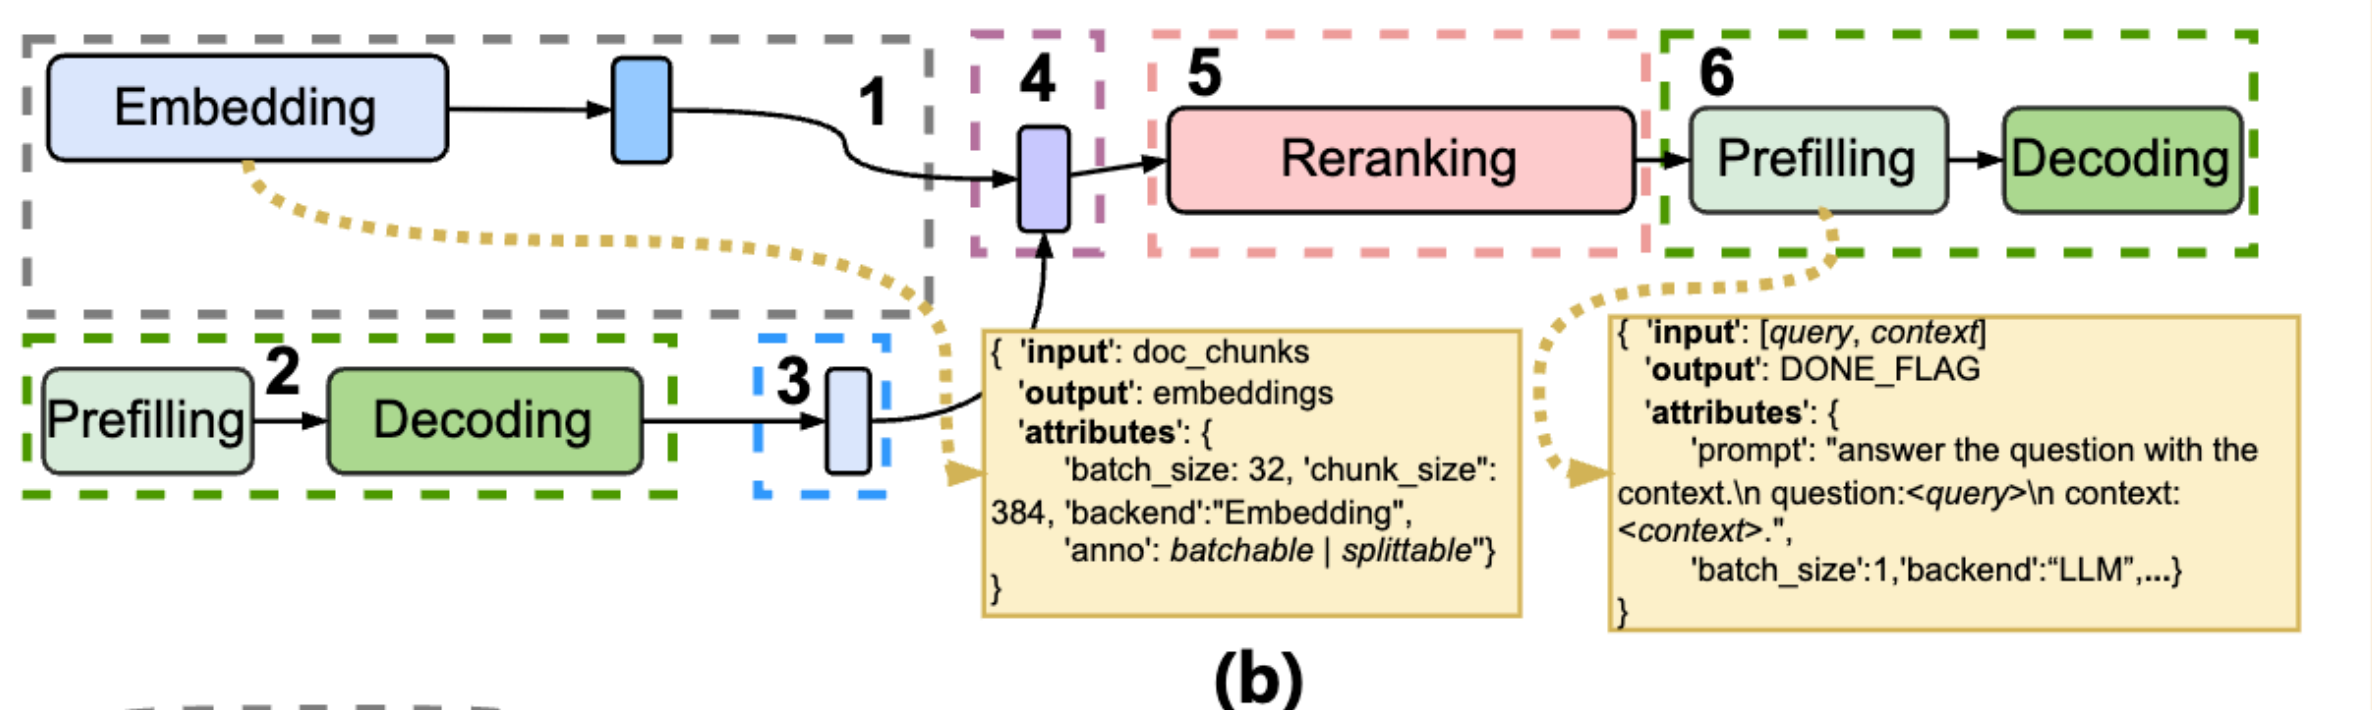 Embedding
1
4
5
Reranking
6
Prefilling
Decoding
Prefilling
2
Decoding
3
{ 'input': doc_chunks
'output': embeddings
'attributes': {
'batch_size: 32, 'chunk_size":
384, 'backend':"Embedding",
'anno': batchable | splittable"}
}
{ 'input': [query, context]
'output': DONE_FLAG
'attributes': {
'prompt': "answer the question with the
context.\n question:<query>\n context:
<context>.",
'batch_size':1,'backend':“LLM”,...}
}
(b)